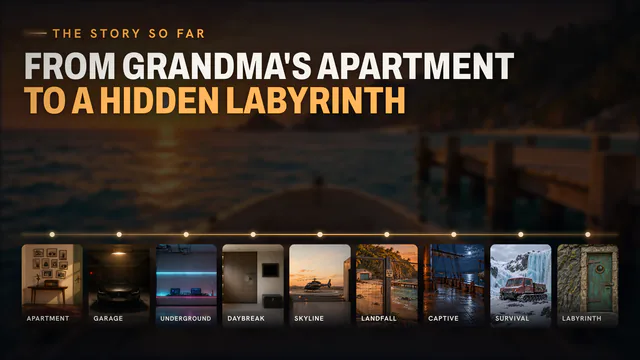 THE STORY SO FAR
FROM GRANDMA'S APARTMENT
TO A HIDDEN LABYRINTH
APARTMENT
GARAGE
UNDERGROUND
DAYBREAK
SKYLINE
LANDFALL
CAPTIVE
SURVIVAL
LABYRINTH